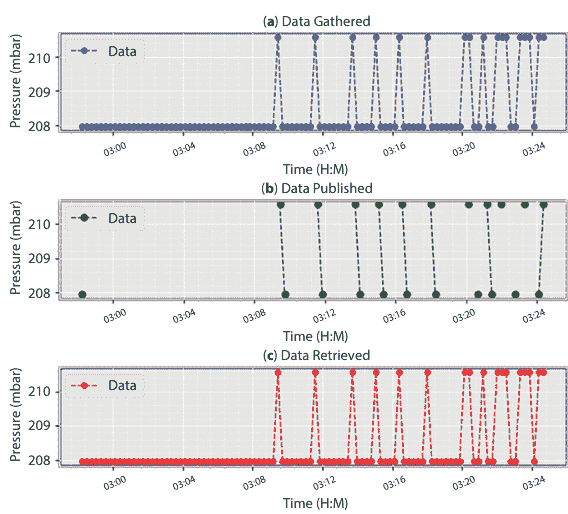 (a) Data Gathered
Pressure (mbar)
210
209
208
Data
03:00 03:04 03:08 03:12 03:16 03:20 03:24
Time (H:M)
(b) Data Published
Pressure (mbar)
210
209
208
Data
03:00 03:04 03:08 03:12 03:16 03:20 03:24
Time (H:M)
(c) Data Retrieved
Pressure (mbar)
210
209
208
Data
03:00 03:04 03:08 03:12 03:16 03:20 03:24
Time (H:M)